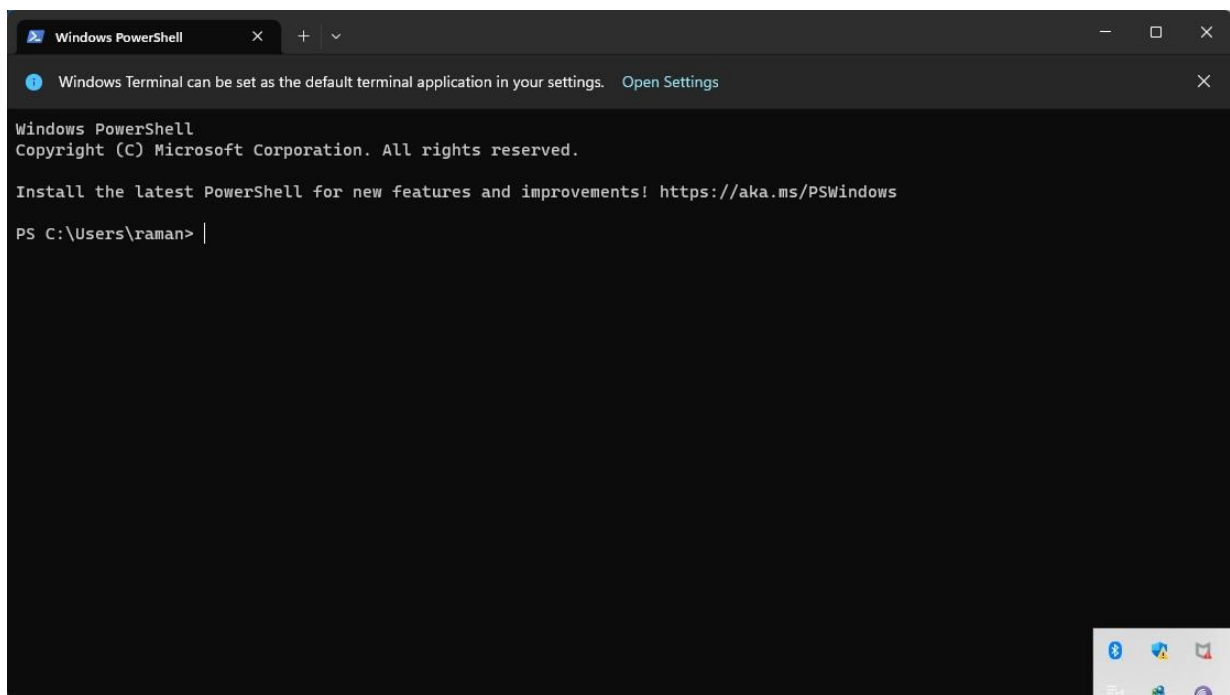 Windows PowerShell
Windows Terminal can be set as the default terminal application in your settings. Open Settings
Windows PowerShell
Copyright (C) Microsoft Corporation. All rights reserved.
Install the latest PowerShell for new features and improvements! https://aka.ms/PSWindows
PS C:\Users\raman>